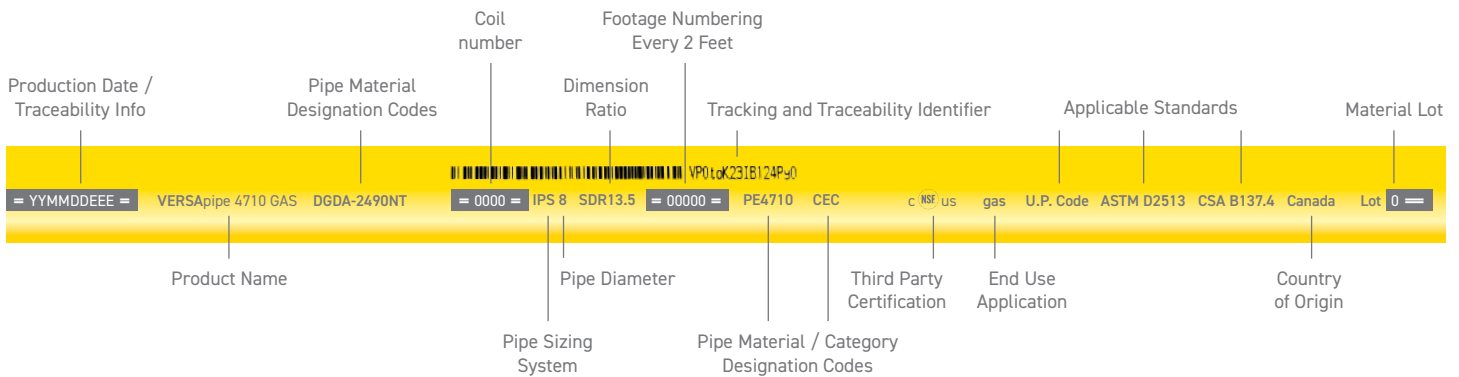 Coil
number
Footage Numbering
Every 2 Feet
Production Date /
Traceability Info
Pipe Material
Designation Codes
Dimension
Ratio
Tracking and Traceability Identifier
Applicable Standards
Material Lot
VP0toK23IB124Py0
= YYMMDDEEE = VERSApipe 4710 GAS DGDA-2490NT = 0000 = IPS 8 SDR13.5 = 00000 = PE4710 CEC c NSF us gas U.P. Code ASTM D2513 CSA B137.4 Canada Lot 0 ==
Product Name
Pipe Diameter
Third Party
Certification
End Use
Application
Country
of Origin
Pipe Sizing
System
Pipe Material / Category
Designation Codes